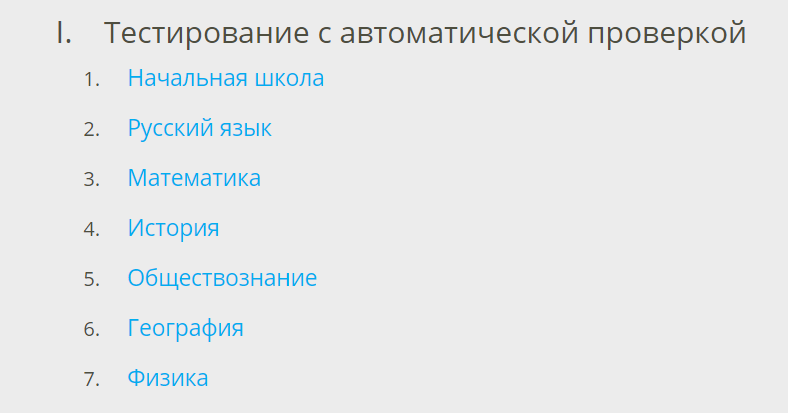 I. Тестирование с автоматической проверкой
1. Начальная школа
2. Русский язык
3. Математика
4. История
5. Обществознание
6. География
7. Физика